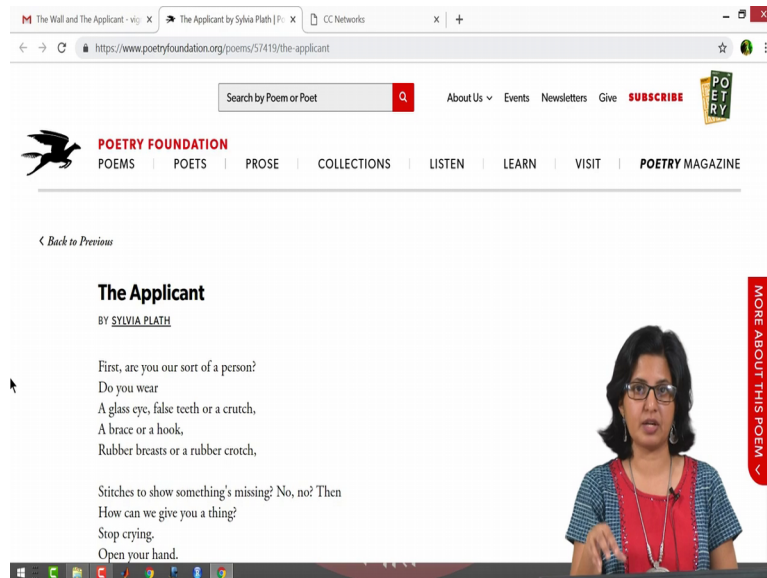 The Wall and The Applicant - vig
The Applicant by Sylvia Plath | Po
CC Networks
https://www.poetryfoundation.org/poems/57419/the-applicant
Search by Poem or Poet
About Us
Events
Newsletters
Give
SUBSCRIBE
PO
ET
RY
POETRY FOUNDATION
POEMS
POETS
PROSE
COLLECTIONS
LISTEN
LEARN
VISIT
POETRY MAGAZINE
Back to Previous
The Applicant
BY SYLVIA PLATH
First, are you our sort of a person?
Do you wear
A glass eye, false teeth or a crutch,
A brace or a hook,
Rubber breasts or a rubber crotch,
Stitches to show something's missing? No, no? Then
How can we give you a thing?
Stop crying.
Open your hand.
MORE ABOUT THIS POEM